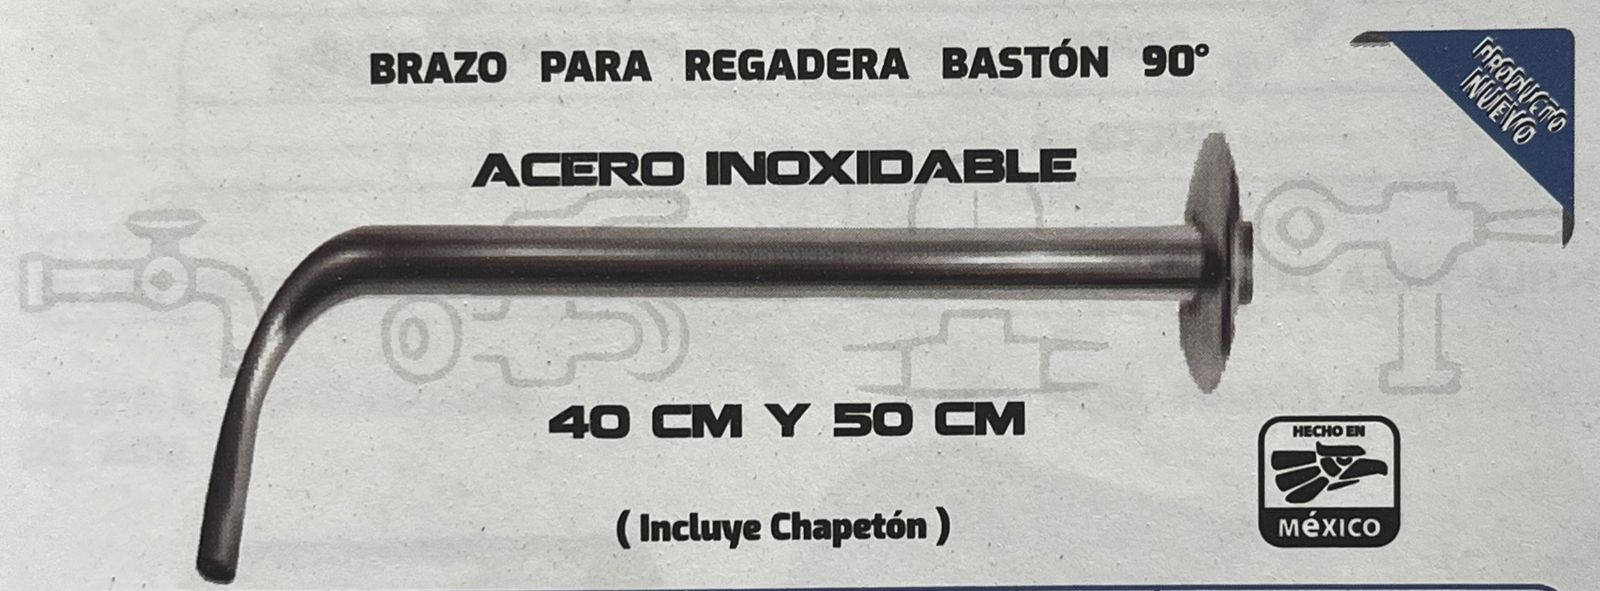 BRAZO PARA REGADERA BASTÓN 90°
PRODUCTO
NUEVO
ACERO INOXIDABLE
40 CM Y 50 CM
HECHO EN
MéXICO
( Incluye Chapetón )